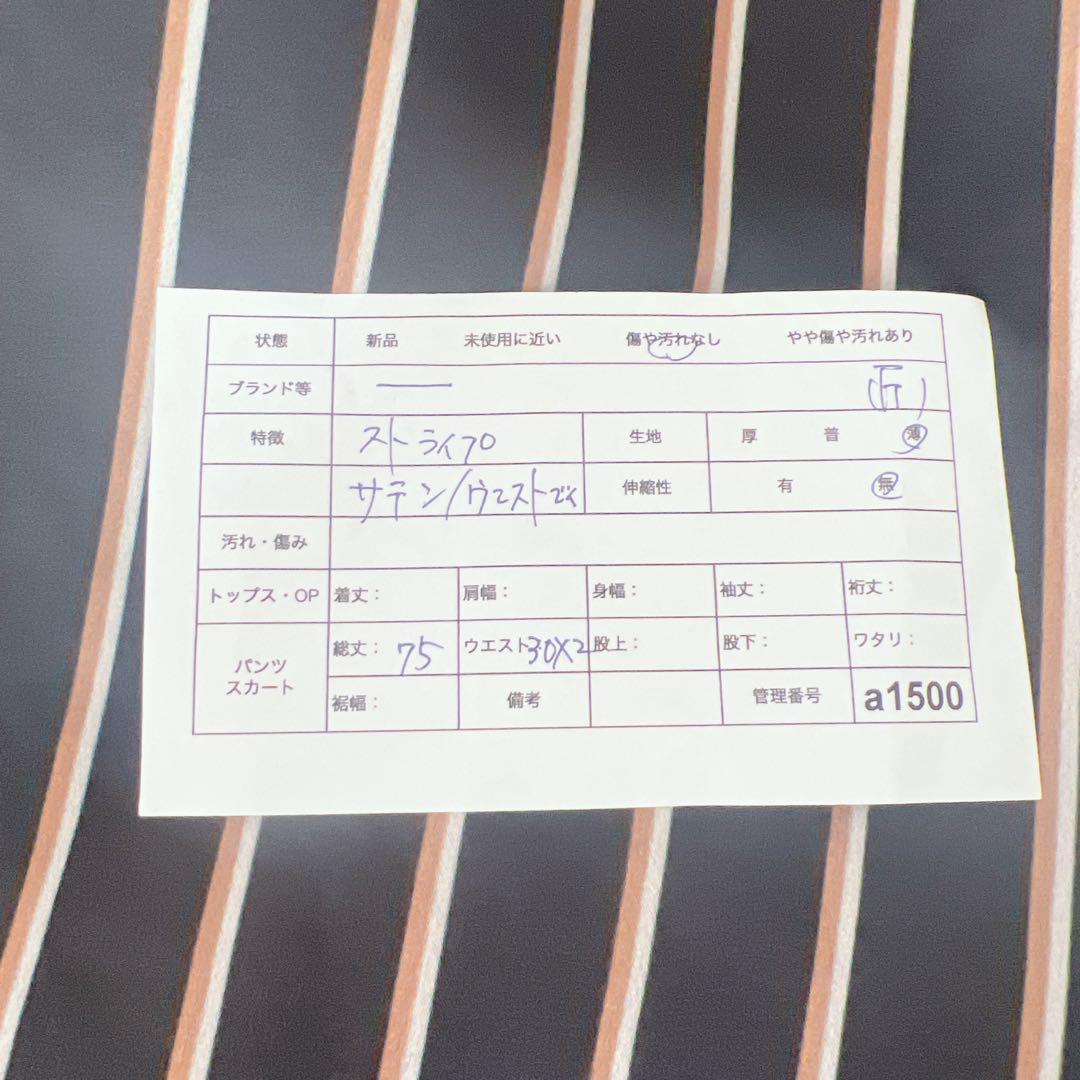 状態 新品 未使用に近い 傷や汚れなし やや傷や汚れあり
ブランド等 ー
特徴 ストライプ 生地 厚 普 薄
サテン/ウエスト 伸縮性 有 無
汚れ・傷み
トップス・OP 着丈: 肩幅: 身幅: 袖丈: 裄丈:
パンツ
スカート
総丈: 75 ウエスト 30×2 股上: 股下: ワタリ:
裾幅: 備考 管理番号 a1500